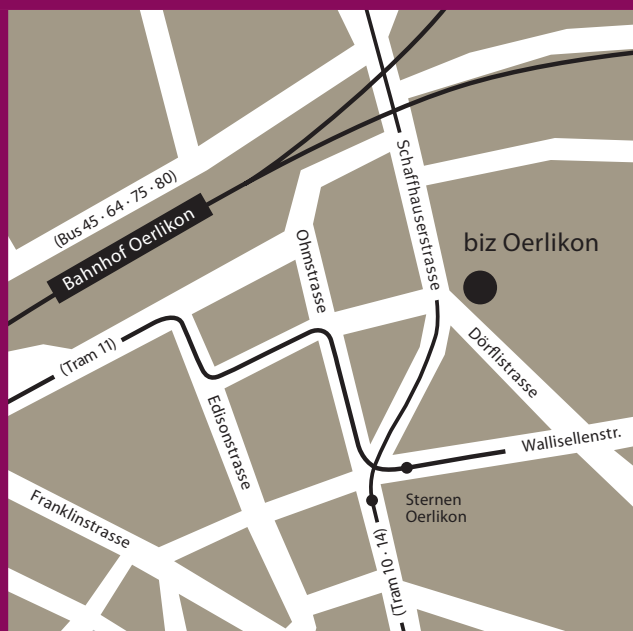 (Bus 45 · 64 · 75 · 80)
Bahnhof Oerlikon
Schaffhauserstrasse
biz Oerlikon
Ohmstrasse
(Tram 11)
Dörflistrasse
Edisonstrasse
Wallisellenstr.
Franklinstrasse
Sternen
Oerlikon
(Tram 10 · 14)